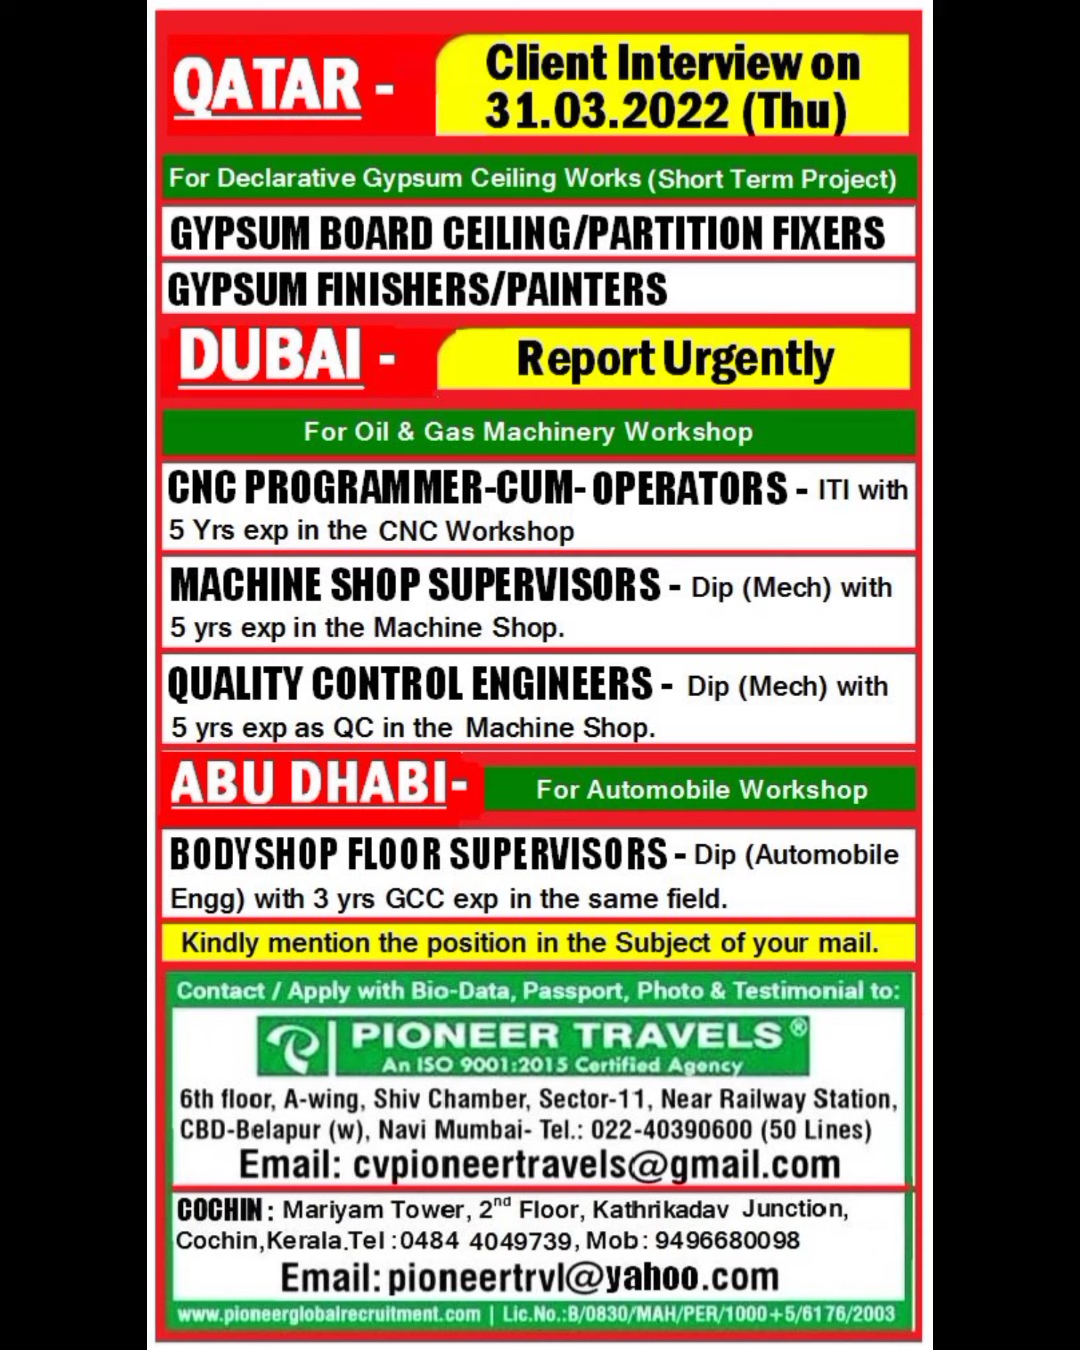 QATAR -
Client Interview on
31.03.2022 (Thu)
For Declarative Gypsum Ceiling Works (Short Term Project)
GYPSUM BOARD CEILING/PARTITION FIXERS
GYPSUM FINISHERS/PAINTERS
DUBAI -
Report Urgently
For Oil & Gas Machinery Workshop
CNC PROGRAMMER-CUM- OPERATORS - ITI with
5 Yrs exp in the CNC Workshop
MACHINE SHOP SUPERVISORS - Dip (Mech) with
5 yrs exp in the Machine Shop.
QUALITY CONTROL ENGINEERS - Dip (Mech) with
5 yrs exp as QC in the Machine Shop.
ABU DHABI-
For Automobile Workshop
BODYSHOP FLOOR SUPERVISORS - Dip (Automobile
Engg) with 3 yrs GCC exp in the same field.
Kindly mention the position in the Subject of your mail.
Contact / Apply with Bio-Data, Passport, Photo & Testimonial to:
PIONEER TRAVELS ®
An ISO 9001:2015 Certified Agency
6th floor, A-wing, Shiv Chamber, Sector-11, Near Railway Station,
CBD-Belapur (w), Navi Mumbai- Tel.: 022-40390600 (50 Lines)
Email: cvpioneertravels@gmail.com
COCHIN : Mariyam Tower, 2nd Floor, Kathrikadav Junction,
Cochin,Kerala.Tel :0484 4049739, Mob: 9496680098
Email: pioneertrvl@yahoo.com
www.pioneerglobalrecruitment.com | Lic.No.:B/0830/MAH/PER/1000+5/6176/2003